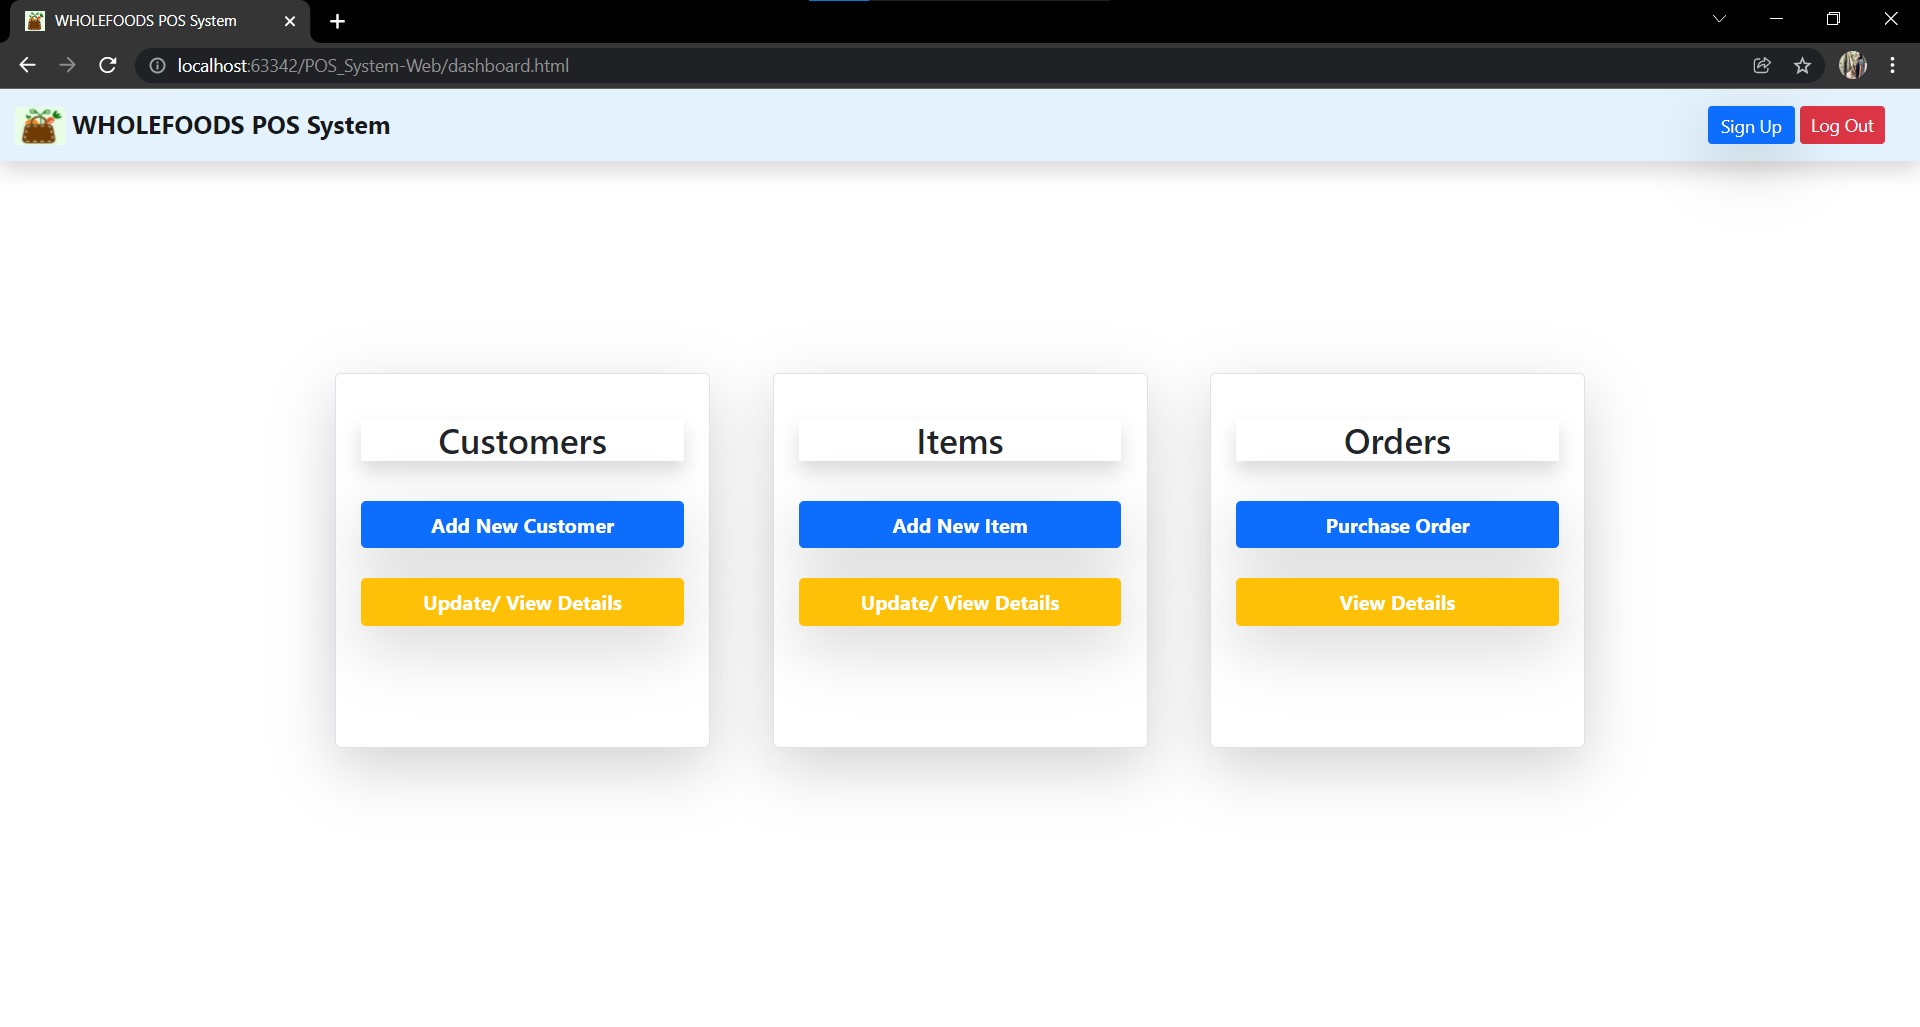 WHOLEFOODS POS System
localhost:63342/POS_System-Web/dashboard.html
WHOLEFOODS POS System
Sign Up
Log Out
Customers
Add New Customer
Update/ View Details
Items
Add New Item
Update/ View Details
Orders
Purchase Order
View Details